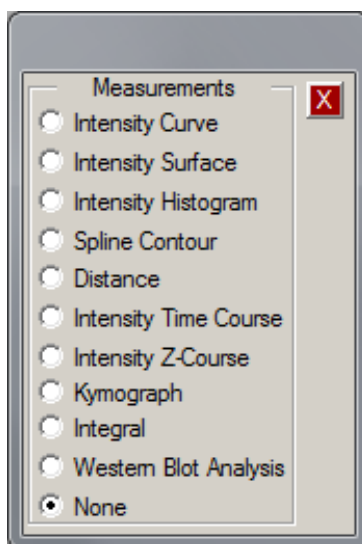 Measurements
X
Intensity Curve
Intensity Surface
Intensity Histogram
Spline Contour
Distance
Intensity Time Course
Intensity Z-Course
Kymograph
Integral
Western Blot Analysis
None